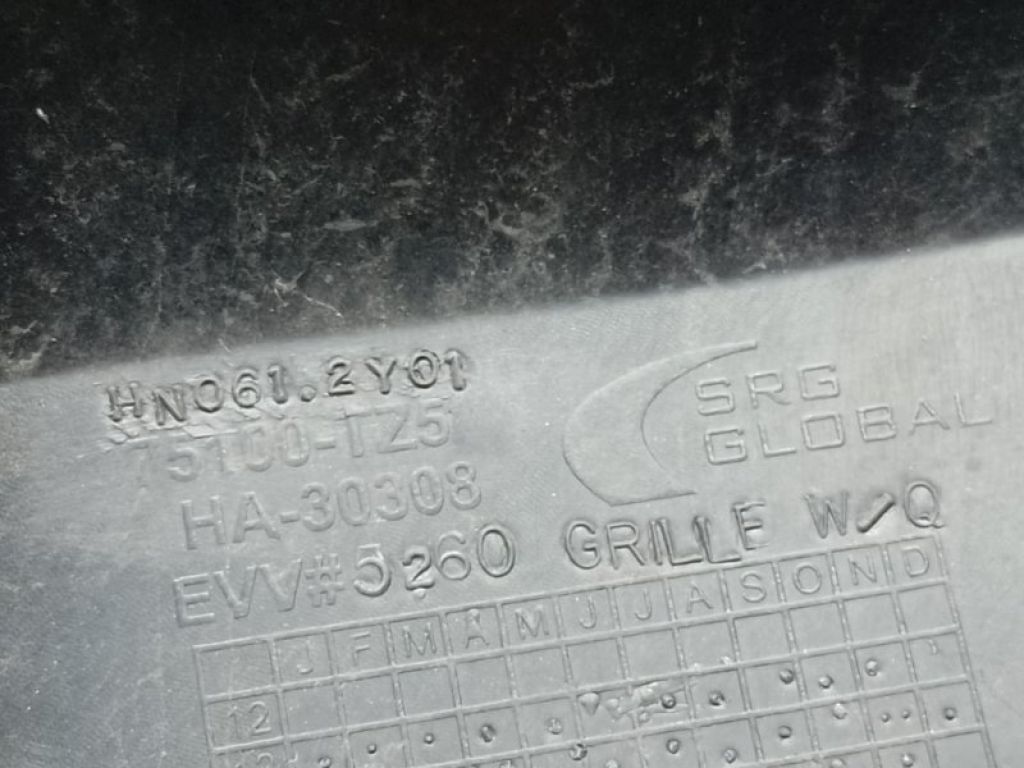 HN061.2Y01
75100-TZ5
HA-30308
SRG
GLOBAL
EVV#5260 GRILLE W/Q
J F M A M J J A S O N D
12